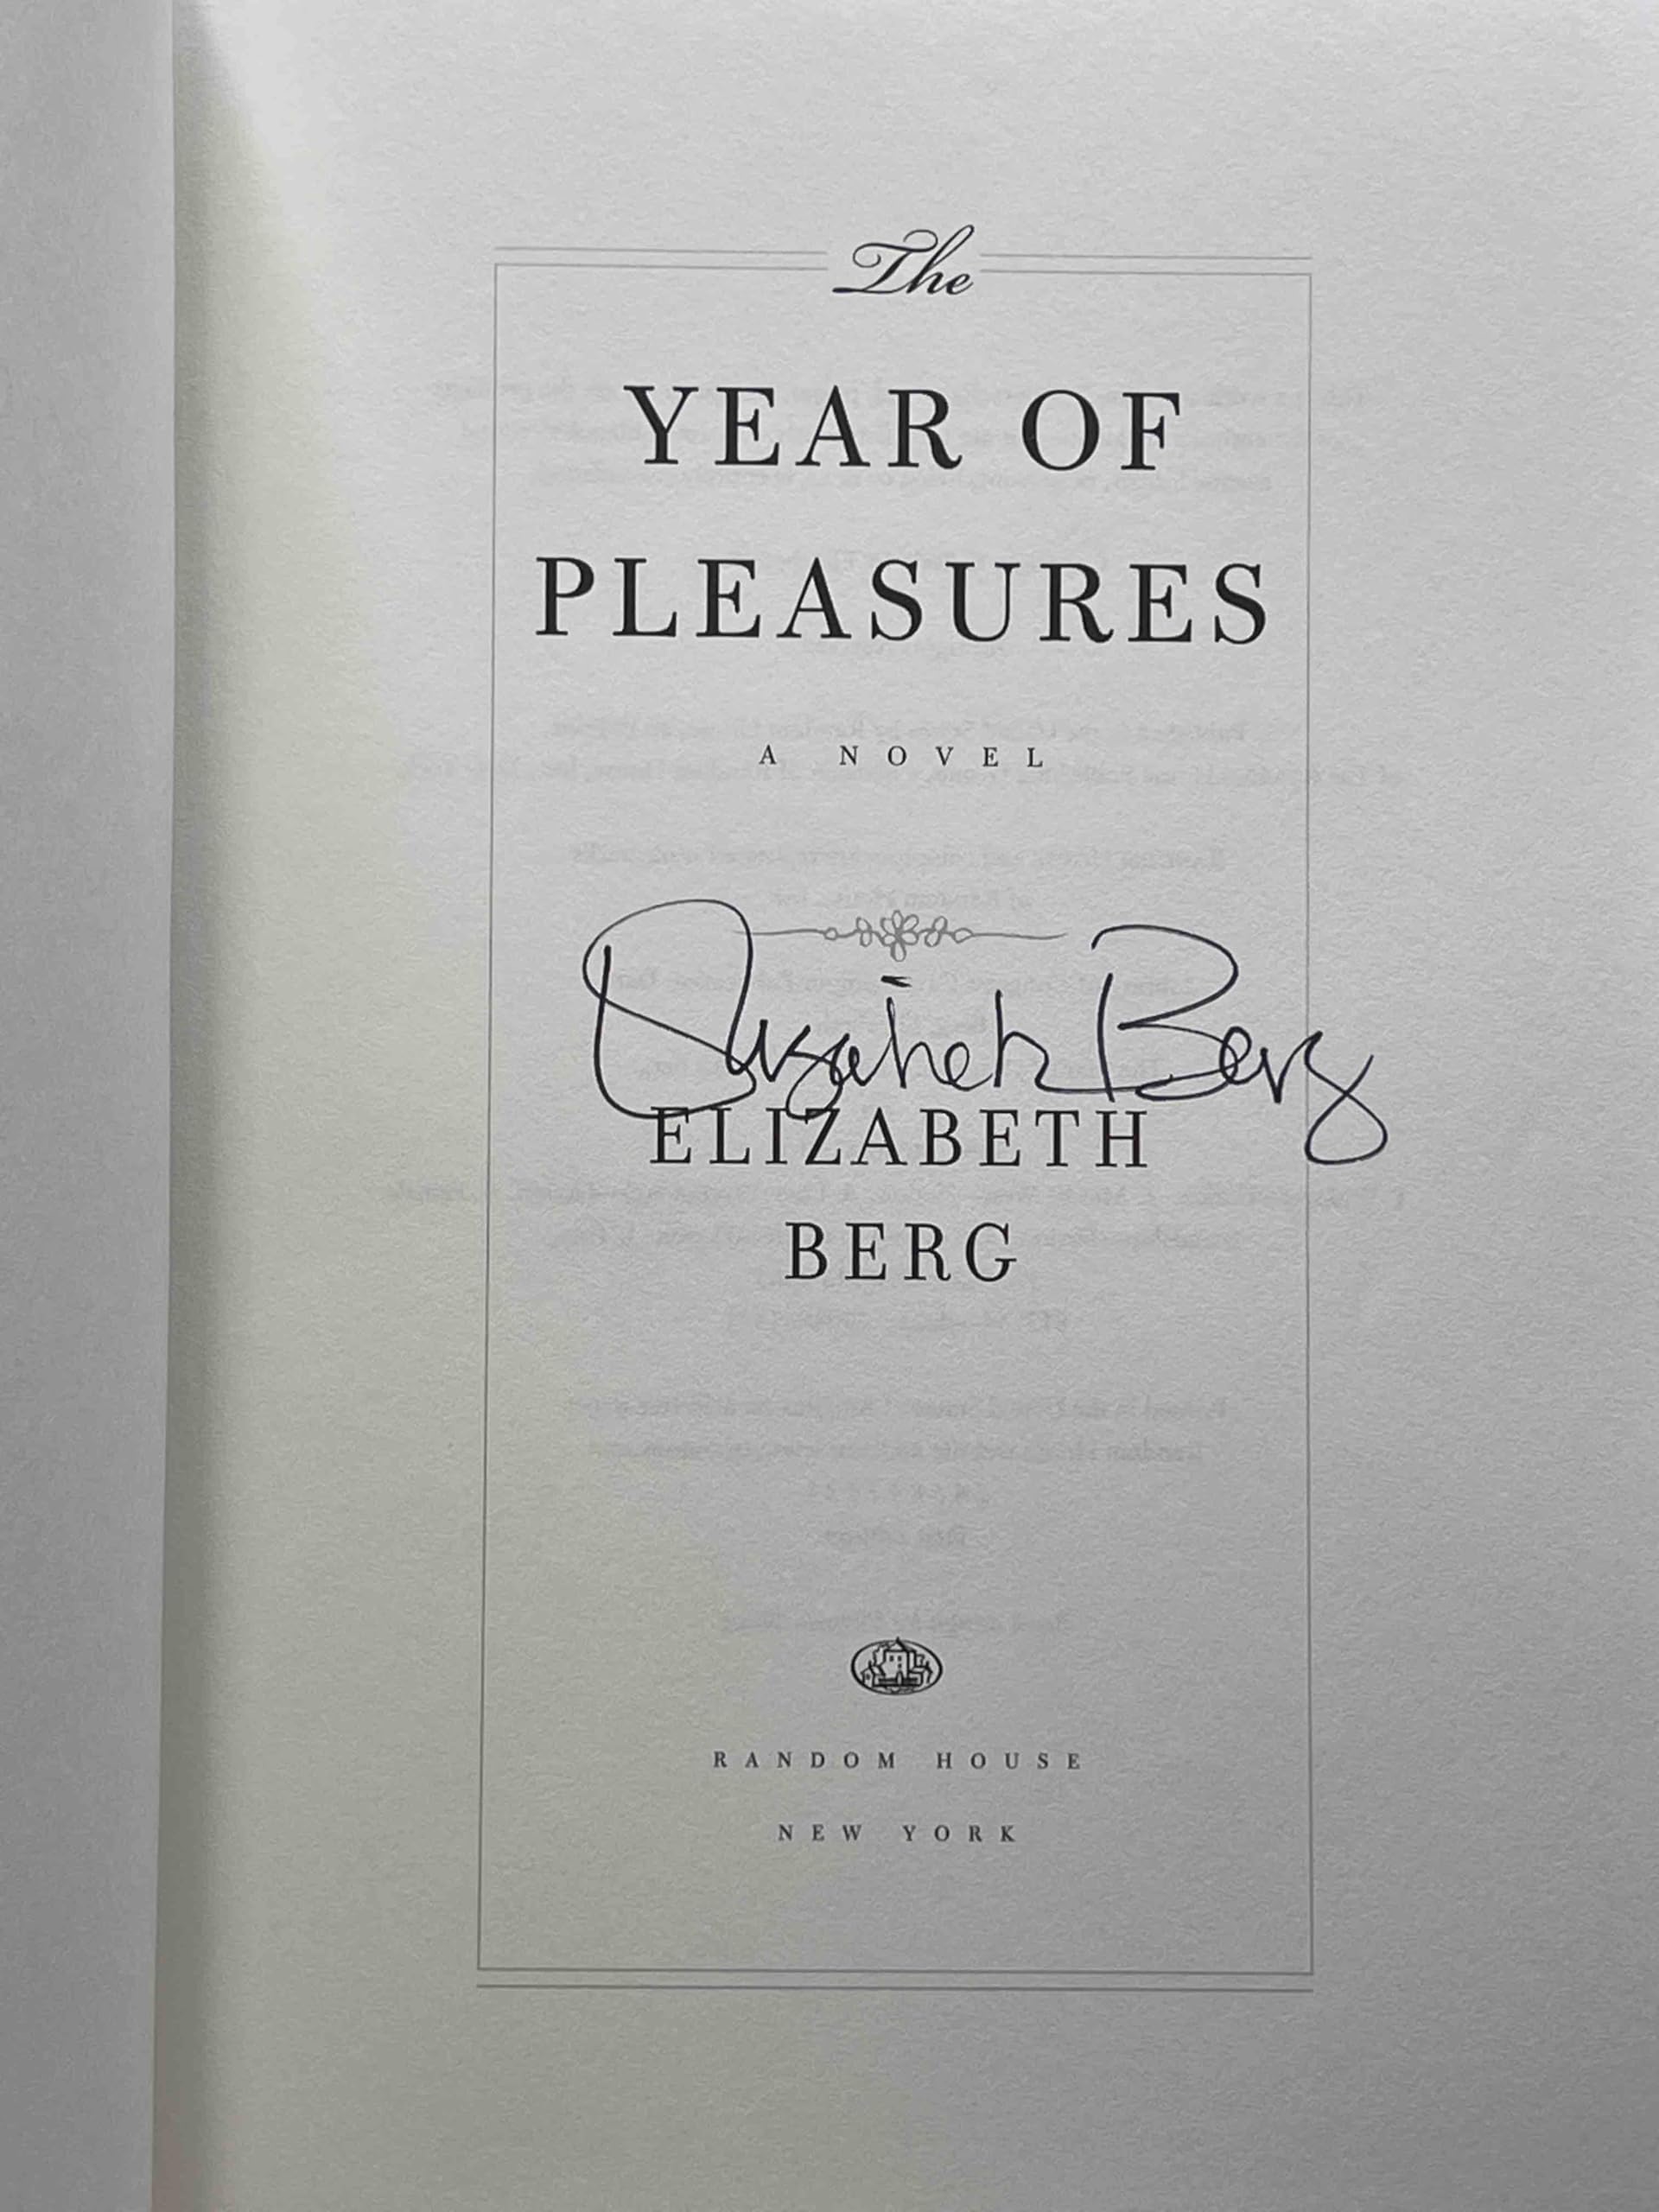 The
YEAR OF
PLEASURES
A NOVEL
Elizabeth Berg
ELIZABETH
BERG
RANDOM HOUSE
NEW YORK